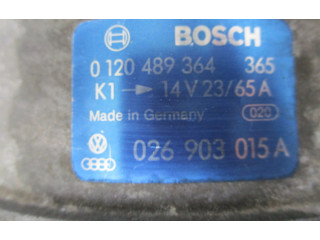 BOSCH
0 120 489 364 365
K1 → 14V 23/65A
Made in Germany 020
026 903 015 A